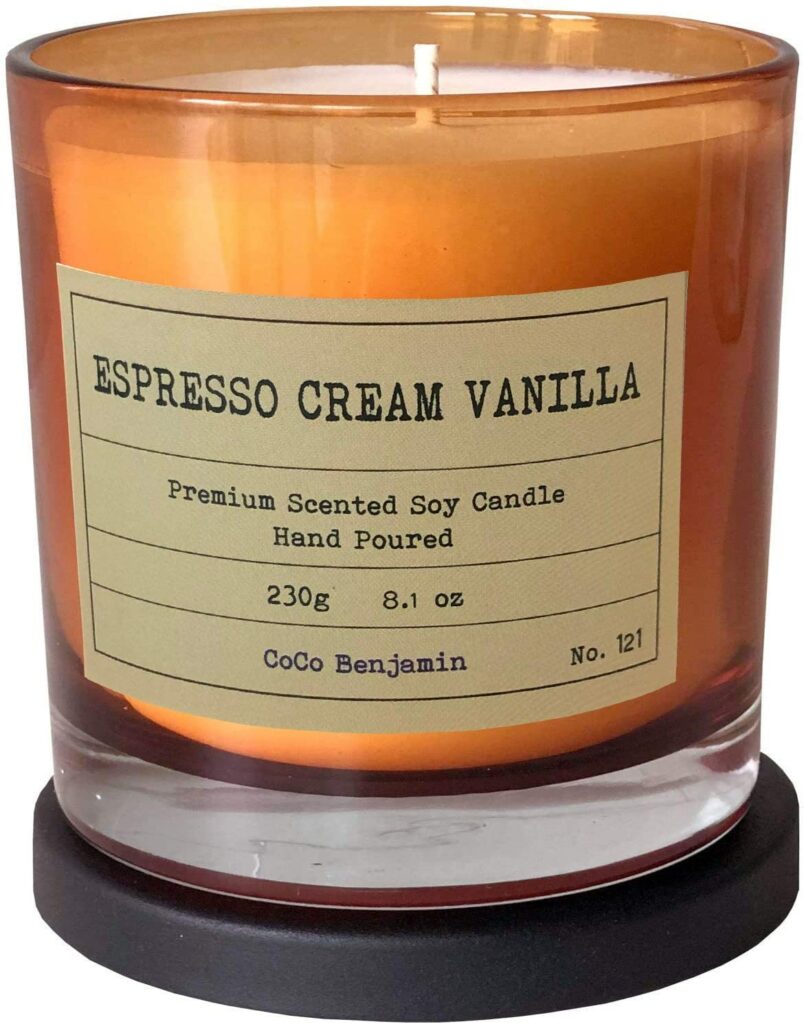 ESPRESSO CREAM VANILLA
Premium Scented Soy Candle
Hand Poured
230g 8.1 oz
CoCo Benjamin No. 121